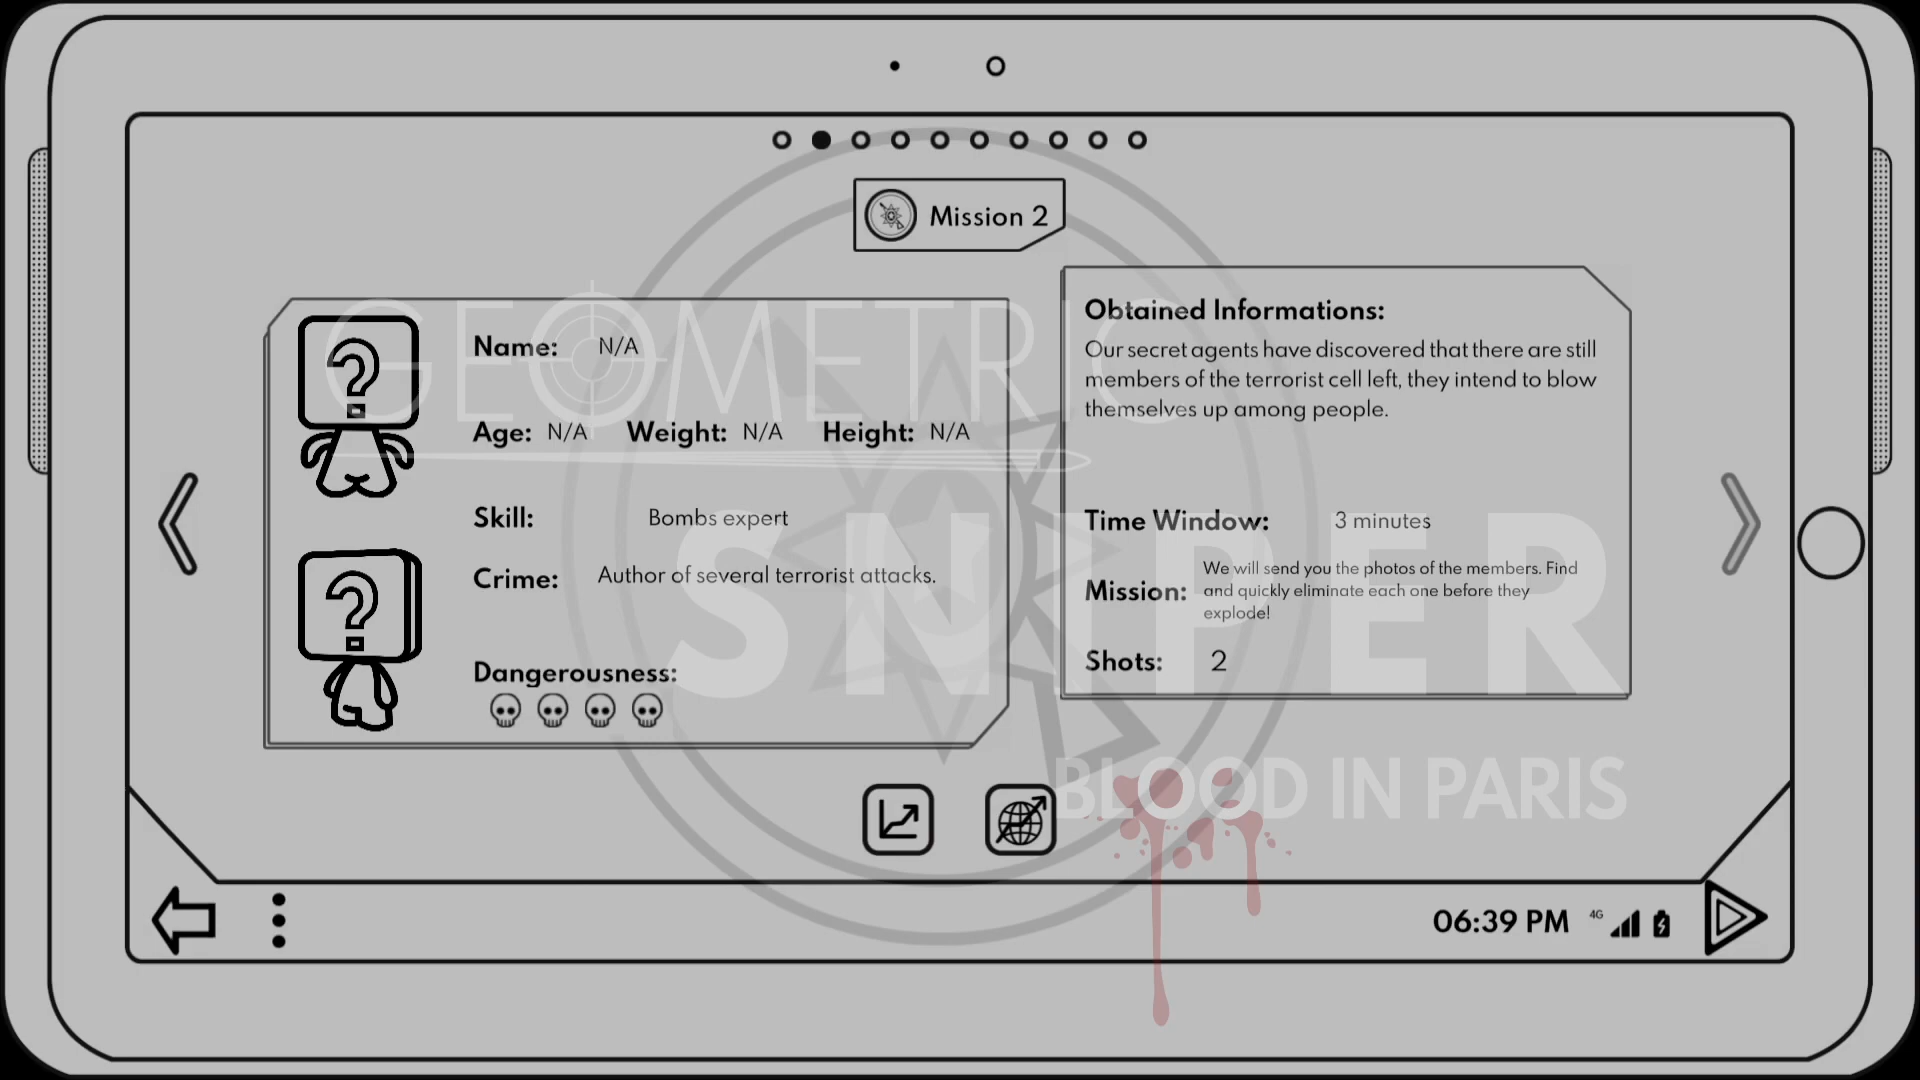 Mission 2
GEOMETRIC
SNIPER
BLOOD IN PARIS
?
Name: N/A
Age: N/A Weight: N/A Height: N/A
Skill: Bombs expert
?
Crime: Author of several terrorist attacks.
Dangerousness:
Obtained Informations:
Our secret agents have discovered that there are still
members of the terrorist cell left, they intend to blow
themselves up among people.
Time Window: 3 minutes
Mission: We will send you the photos of the members. Find
and quickly eliminate each one before they
explode!
Shots: 2
06:39 PM 4G